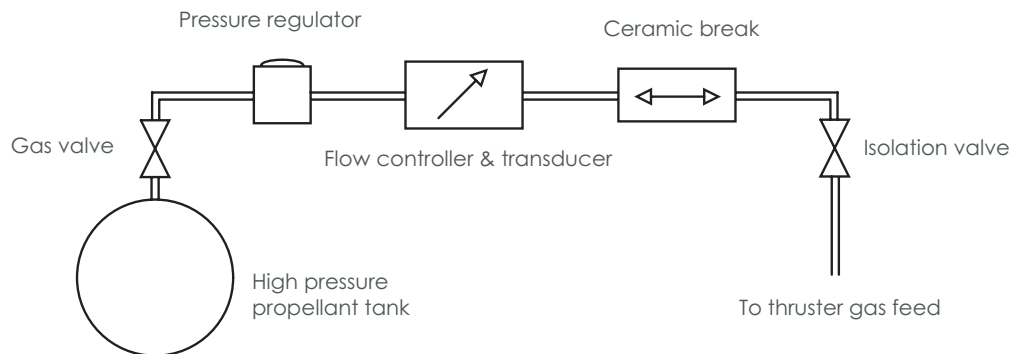 Pressure regulator
Ceramic break
Gas valve
Flow controller & transducer
Isolation valve
High pressure
propellant tank
To thruster gas feed